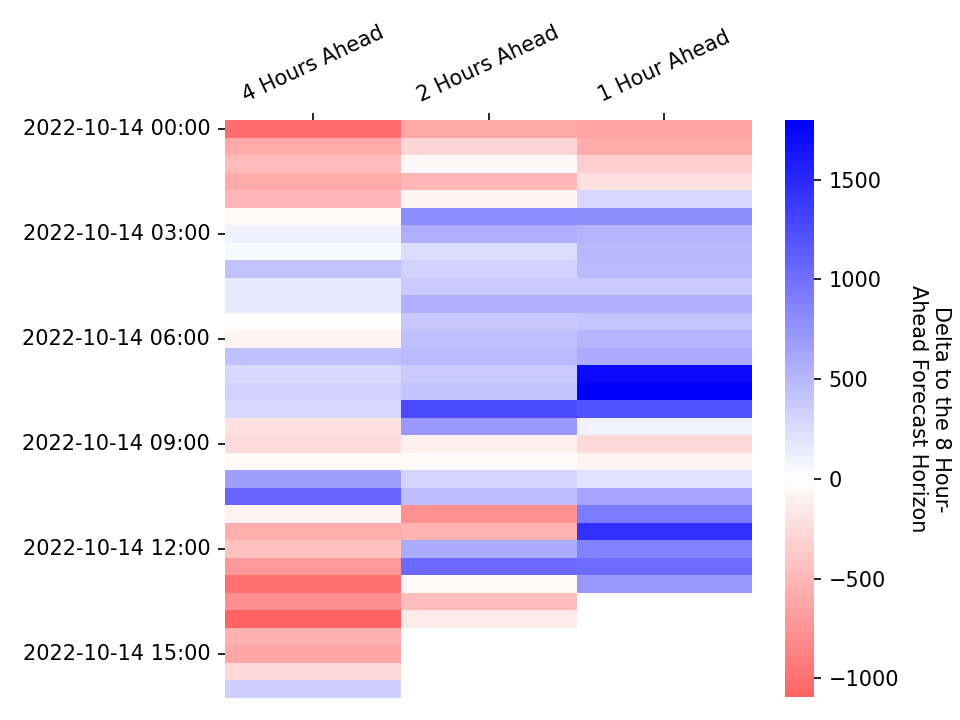 4 Hours Ahead
2 Hours Ahead
1 Hour Ahead
2022-10-14 00:00
2022-10-14 03:00
2022-10-14 06:00
2022-10-14 09:00
2022-10-14 12:00
2022-10-14 15:00
1500
1000
500
0
−500
−1000
Delta to the 8 Hour-
Ahead Forecast Horizon